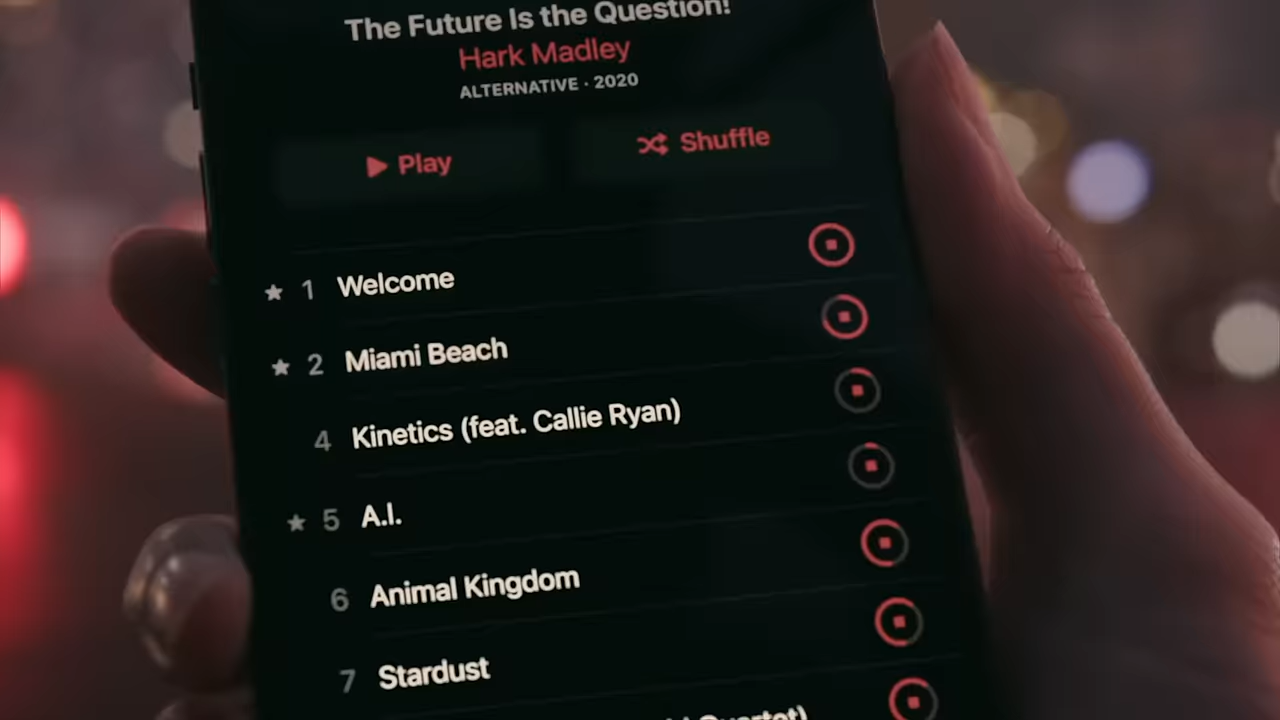 The Future Is the Question!
Hark Madley
ALTERNATIVE · 2020
Play
Shuffle
★ 1 Welcome
★ 2 Miami Beach
4 Kinetics (feat. Callie Ryan)
★ 5 A.I.
6 Animal Kingdom
7 Stardust
Quartet)